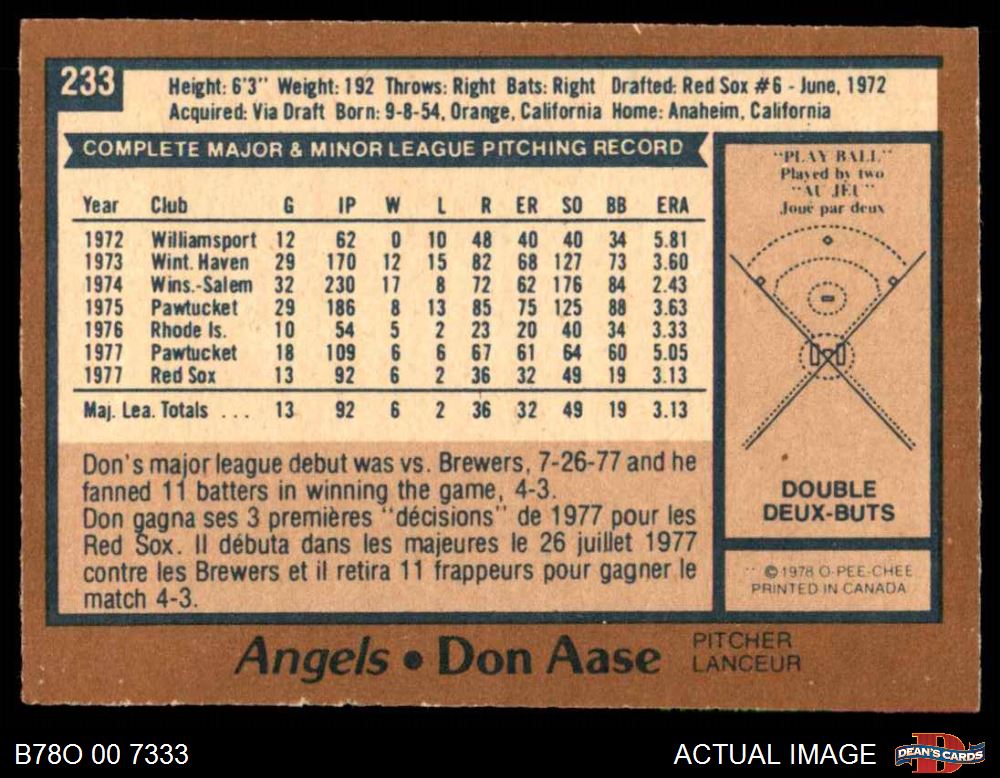 233
Height: 6'3" Weight: 192 Throws: Right Bats: Right Drafted: Red Sox #6 - June, 1972
Acquired: Via Draft Born: 9-8-54, Orange, California Home: Anaheim, California
COMPLETE MAJOR & MINOR LEAGUE PITCHING RECORD
Year Club G IP W L R ER SO BB ERA
1972 Williamsport 12 62 0 10 48 40 40 34 5.81
1973 Wint. Haven 29 170 12 15 82 68 127 73 3.60
1974 Wins.-Salem 32 230 17 8 72 62 176 84 2.43
1975 Pawtucket 29 186 8 13 85 75 125 88 3.63
1976 Rhode Is. 10 54 5 2 23 20 40 34 3.33
1977 Pawtucket 18 109 6 6 67 61 64 60 5.05
1977 Red Sox 13 92 6 2 36 32 49 19 3.13
Maj. Lea. Totals ... 13 92 6 2 36 32 49 19 3.13
Don's major league debut was vs. Brewers, 7-26-77 and he
fanned 11 batters in winning the game, 4-3.
Don gagna ses 3 premières "décisions" de 1977 pour les
Red Sox. Il débuta dans les majeures le 26 juillet 1977
contre les Brewers et il retira 11 frappeurs pour gagner le
match 4-3.
"PLAY BALL"
Played by two
"AU JEU"
Joué par deux
DOUBLE
DEUX-BUTS
©1978 O-PEE-CHEE
PRINTED IN CANADA
Angels • Don Aase
PITCHER
LANCEUR
B78O 00 7333
ACTUAL IMAGE
DEAN'S CARDS